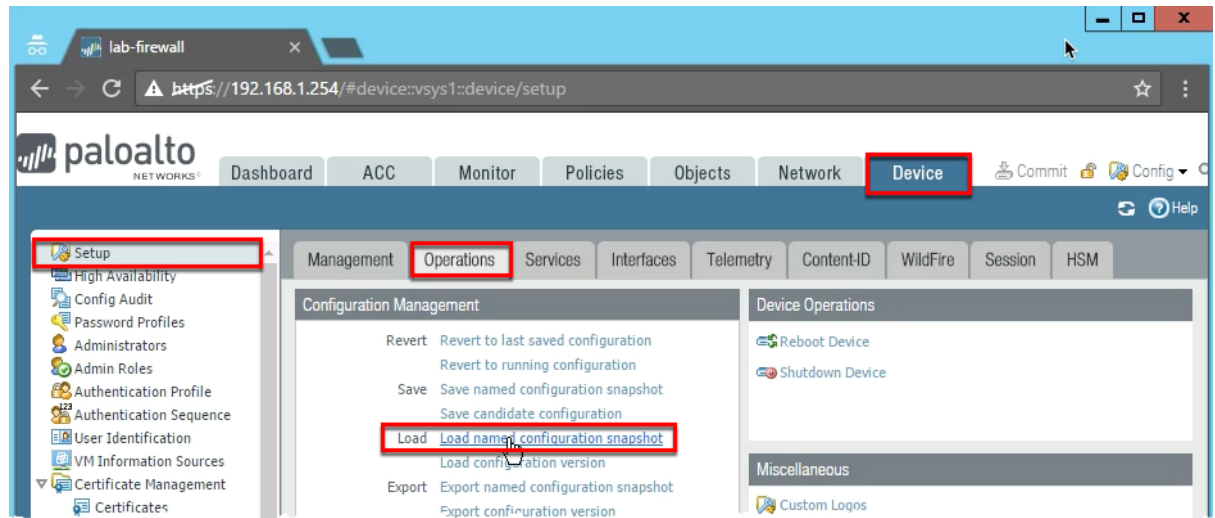 lab-firewall
https://192.168.1.254/#device::vsys1::device/setup
paloalto
NETWORKS®
Dashboard ACC Monitor Policies Objects Network Device
Commit Config
Help
Setup
High Availability
Config Audit
Password Profiles
Administrators
Admin Roles
Authentication Profile
Authentication Sequence
User Identification
VM Information Sources
Certificate Management
Certificates
Management Operations Services Interfaces Telemetry Content-ID WildFire Session HSM
Configuration Management
Revert Revert to last saved configuration
Revert to running configuration
Save Save named configuration snapshot
Save candidate configuration
Load Load named configuration snapshot
Load configuration version
Export Export named configuration snapshot
Export configuration version
Device Operations
Reboot Device
Shutdown Device
Miscellaneous
Custom Logos